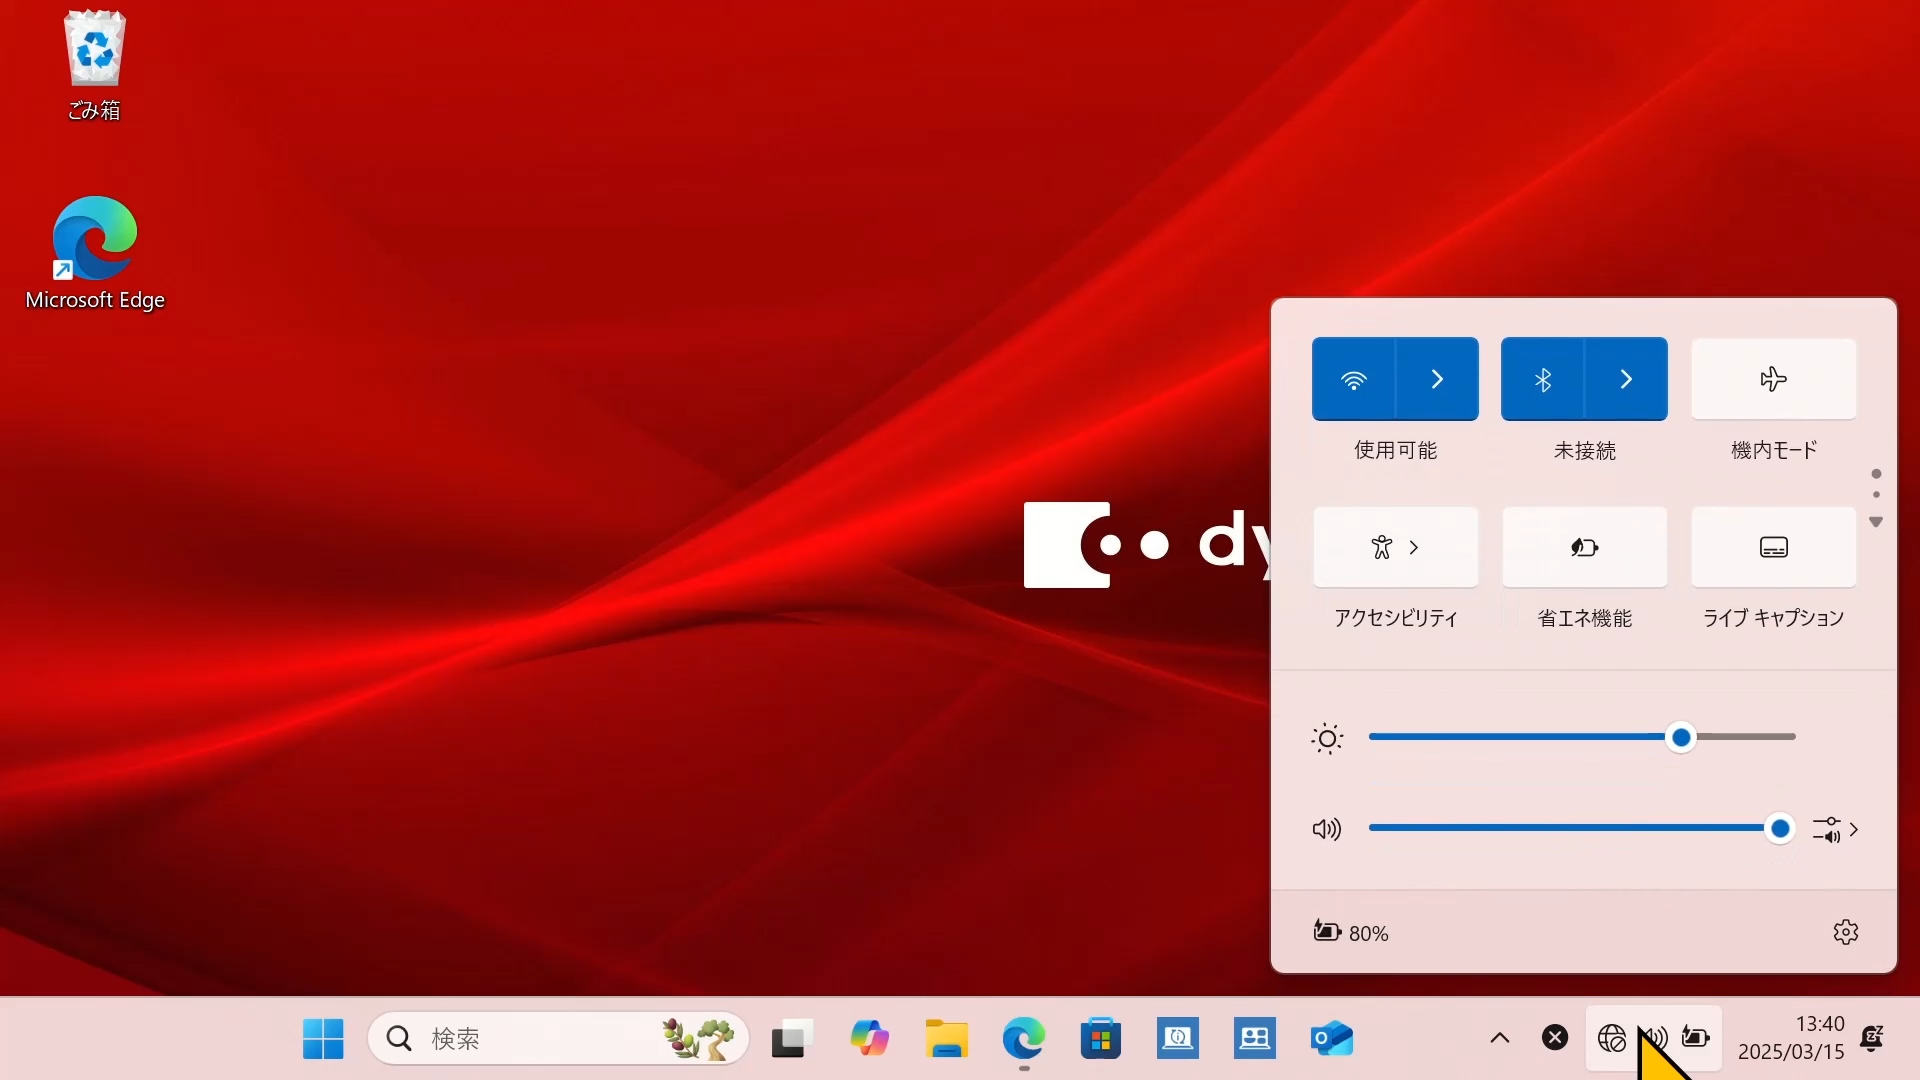 ごみ箱
Microsoft Edge
dy
使用可能
未接続
機内モード
アクセシビリティ
省エネ機能
ライブ キャプション
80%
検索
13:40
2025/03/15